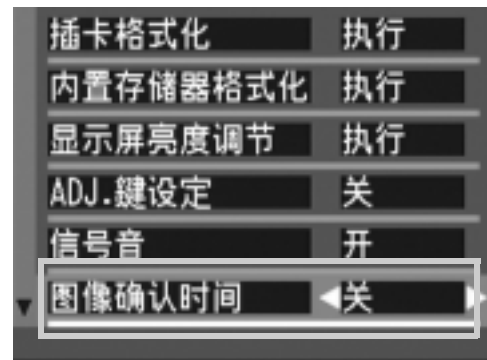 插卡格式化 执行
内置存储器格式化 执行
显示屏亮度调节 执行
ADJ.鍵设定 关
信号音 开
图像确认时间 关